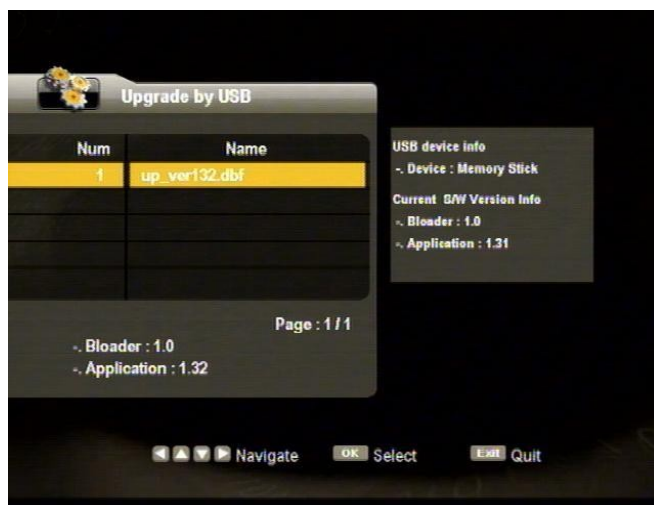 Upgrade by USB
Num Name
1 up_ver132.dbf
Page : 1 / 1
-. Bloader : 1.0
-. Application : 1.32
USB device info
-. Device : Memory Stick
Current S/W Version Info
-. Bloader : 1.0
-. Application : 1.31
Navigate OK Select Exit Quit